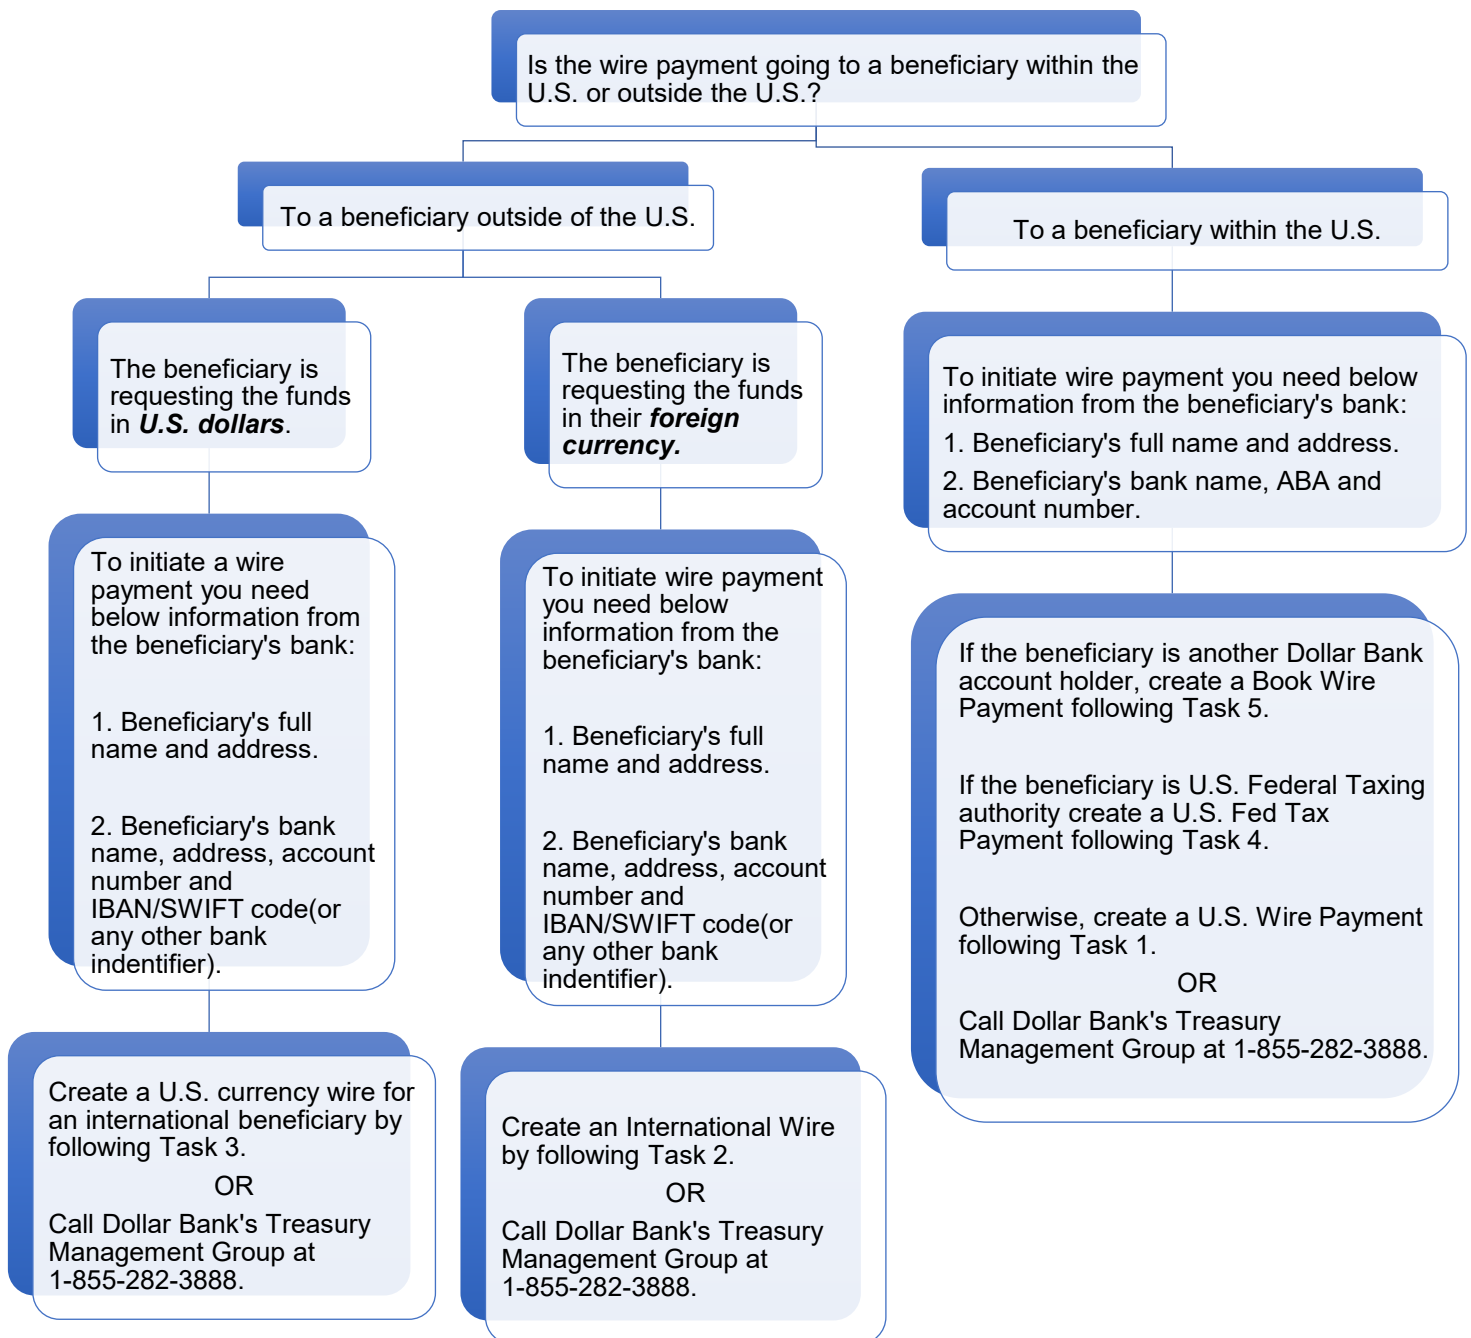 Is the wire payment going to a beneficiary within the
U.S. or outside the U.S.?
To a beneficiary outside of the U.S.
To a beneficiary within the U.S.
The beneficiary is
requesting the funds
in U.S. dollars.
The beneficiary is
requesting the funds
in their foreign
currency.
To initiate wire payment you need below
information from the beneficiary's bank:
1. Beneficiary's full name and address.
2. Beneficiary's bank name, ABA and
account number.
To initiate a wire
payment you need
below information from
the beneficiary's bank:
1. Beneficiary's full
name and address.
2. Beneficiary's bank
name, address, account
number and
IBAN/SWIFT code(or
any other bank
indentifier).
To initiate wire payment
you need below
information from the
beneficiary's bank:
1. Beneficiary's full
name and address.
2. Beneficiary's bank
name, address, account
number and
IBAN/SWIFT code(or
any other bank
indentifier).
If the beneficiary is another Dollar Bank
account holder, create a Book Wire
Payment following Task 5.
If the beneficiary is U.S. Federal Taxing
authority create a U.S. Fed Tax
Payment following Task 4.
Otherwise, create a U.S. Wire Payment
following Task 1.
OR
Call Dollar Bank's Treasury
Management Group at 1-855-282-3888.
Create a U.S. currency wire for
an international beneficiary by
following Task 3.
OR
Call Dollar Bank's Treasury
Management Group at
1-855-282-3888.
Create an International Wire
by following Task 2.
OR
Call Dollar Bank's Treasury
Management Group at
1-855-282-3888.